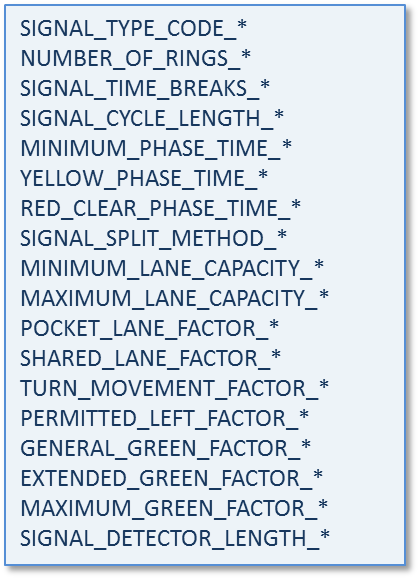 SIGNAL_TYPE_CODE_*
NUMBER_OF_RINGS_*
SIGNAL_TIME_BREAKS_*
SIGNAL_CYCLE_LENGTH_*
MINIMUM_PHASE_TIME_*
YELLOW_PHASE_TIME_*
RED_CLEAR_PHASE_TIME_*
SIGNAL_SPLIT_METHOD_*
MINIMUM_LANE_CAPACITY_*
MAXIMUM_LANE_CAPACITY_*
POCKET_LANE_FACTOR_*
SHARED_LANE_FACTOR_*
TURN_MOVEMENT_FACTOR_*
PERMITTED_LEFT_FACTOR_*
GENERAL_GREEN_FACTOR_*
EXTENDED_GREEN_FACTOR_*
MAXIMUM_GREEN_FACTOR_*
SIGNAL_DETECTOR_LENGTH_*